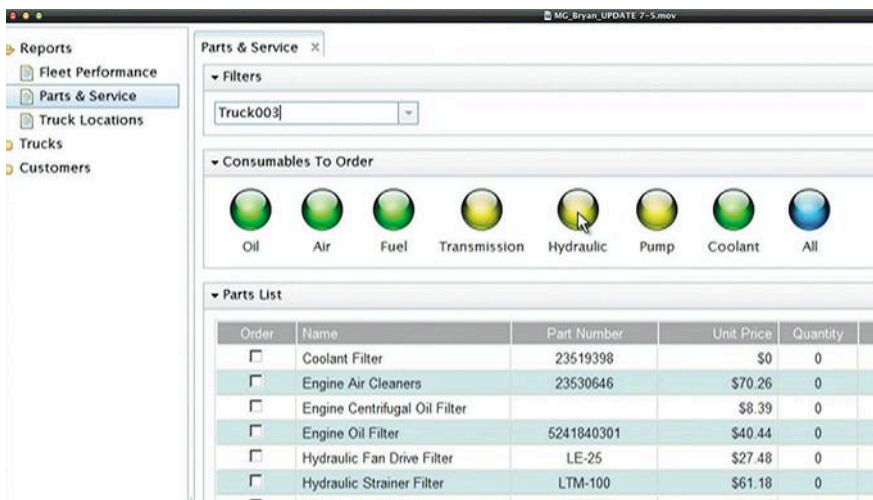 MG_Bryan_UPDATE 7-5.mov
Reports
Fleet Performance
Parts & Service
Truck Locations
Trucks
Customers
Parts & Service x
Filters
Truck003
Consumables To Order
Oil Air Fuel Transmission Hydraulic Pump Coolant All
Parts List
Order Name Part Number Unit Price Quantity
Coolant Filter 23519398 $0 0
Engine Air Cleaners 23530646 $70.26 0
Engine Centrifugal Oil Filter $8.39 0
Engine Oil Filter 5241840301 $40.44 0
Hydraulic Fan Drive Filter LE-25 $27.48 0
Hydraulic Strainer Filter LTM-100 $61.18 0